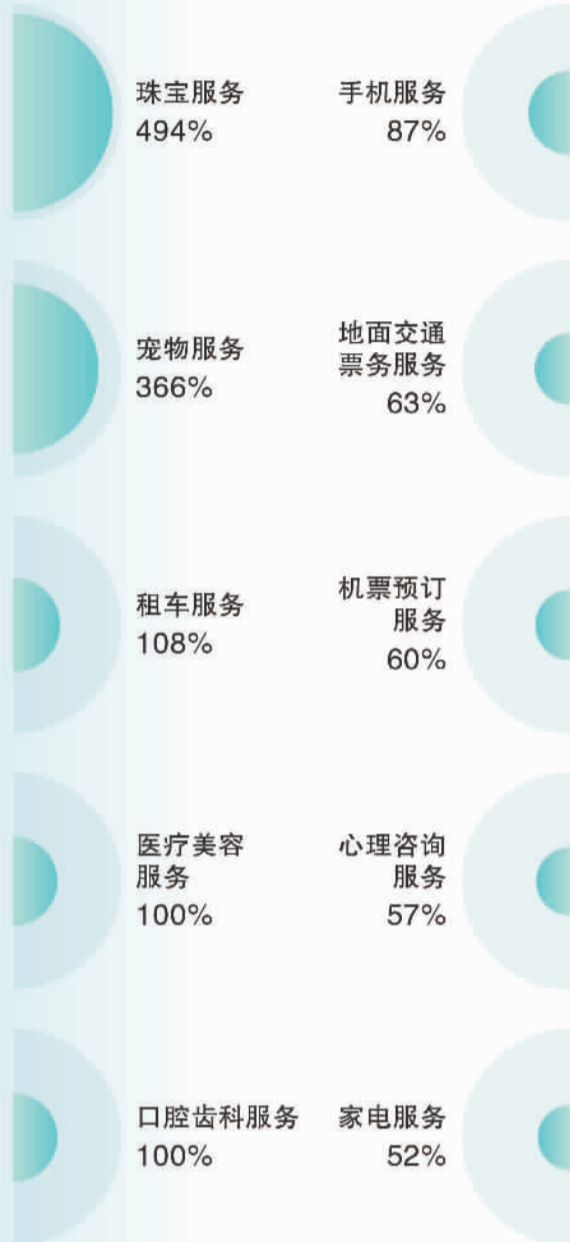 珠宝服务
494%
宠物服务
366%
租车服务
108%
医疗美容
服务
100%
口腔齿科服务
100%
手机服务
87%
地面交通
票务服务
63%
机票预订
服务
60%
心理咨询
服务
57%
家电服务
52%